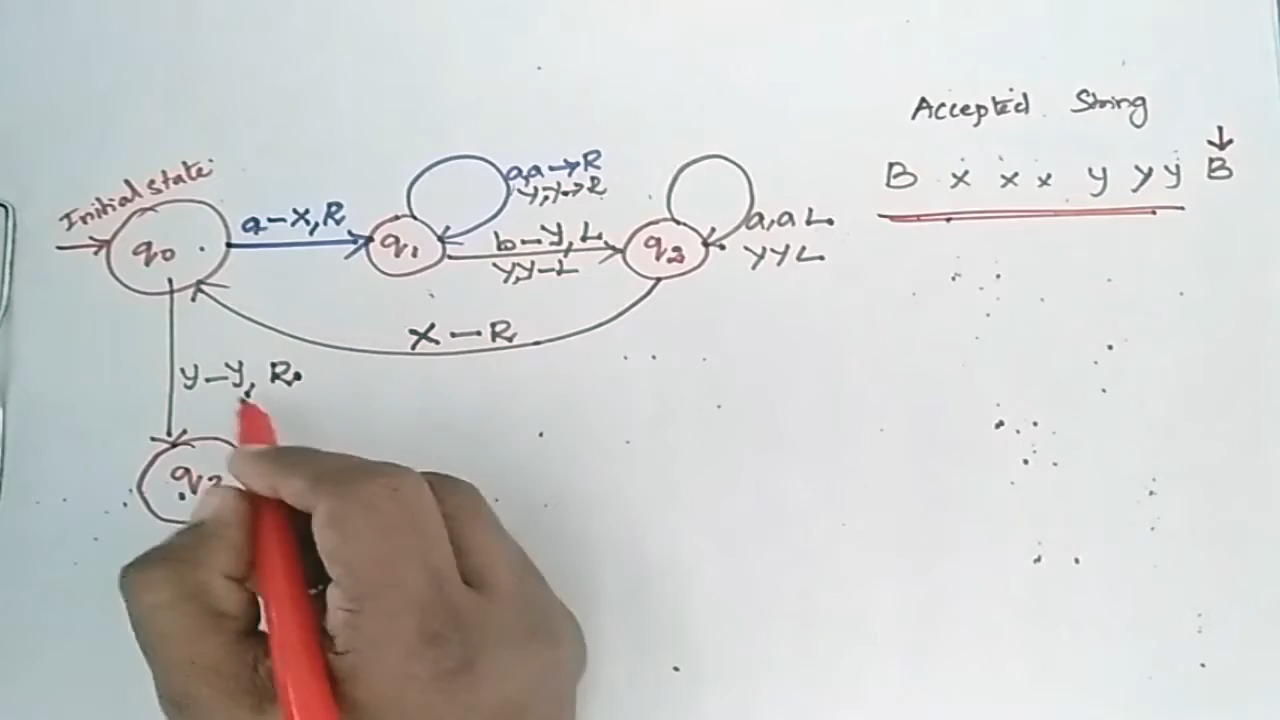 Accepted String
B x x x y y y B
Initial state
q0
a-x, R
q1
a,a→R
y,y→R
b-y, L
y,y-L
q2
a,a L
y y L
x-R
y-y, R